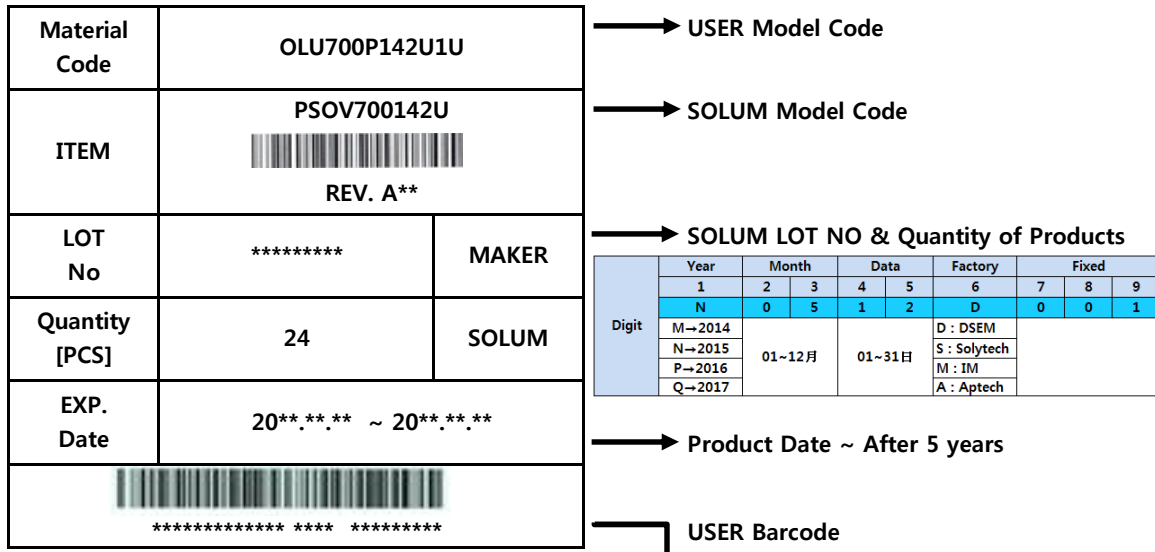 Material
Code
OLU700P142U1U
USER Model Code
ITEM
PSOV700142U
REV. A**
SOLUM Model Code
LOT
No
*********
MAKER
SOLUM LOT NO & Quantity of Products
Quantity
[PCS]
24
SOLUM
Digit
Year Month Data Factory Fixed
1 2 3 4 5 6 7 8 9
N 0 5 1 2 D 0 0 1
M→2014
N→2015
P→2016
Q→2017
01~12月
01~31日
D : DSEM
S : Solytech
M : IM
A : Aptech
EXP.
Date
20**.**.** ~ 20**.**.**
Product Date ~ After 5 years
************* **** *********
USER Barcode